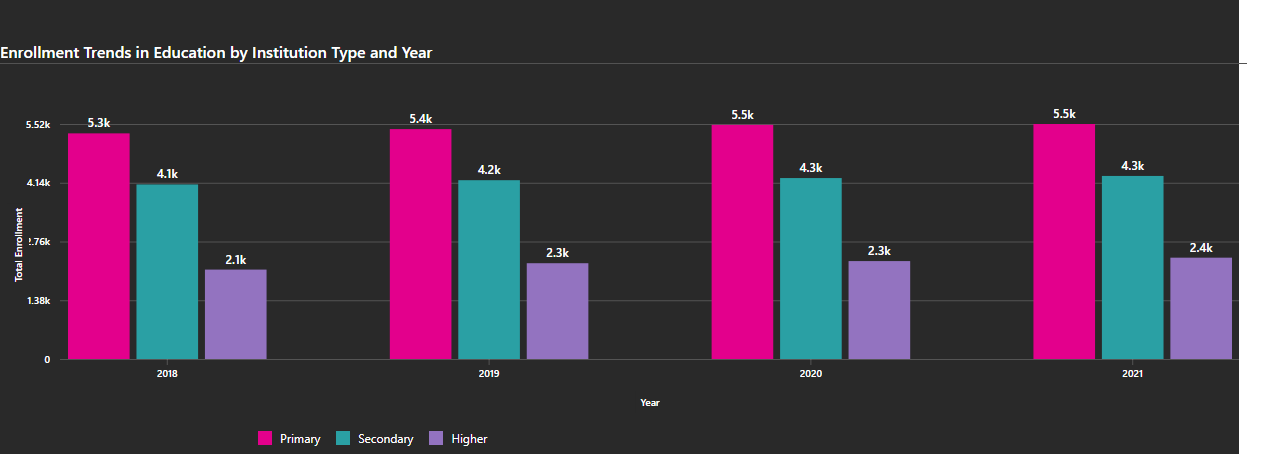 Enrollment Trends in Education by Institution Type and Year
5.52k
4.14k
.76k
1.38k
0
Total Enrollment
5.3k
4.1k
2.1k
5.4k
4.2k
2.3k
5.5k
4.3k
2.3k
5.5k
4.3k
2.4k
2018
2019
2020
2021
Year
Primary
Secondary
Higher